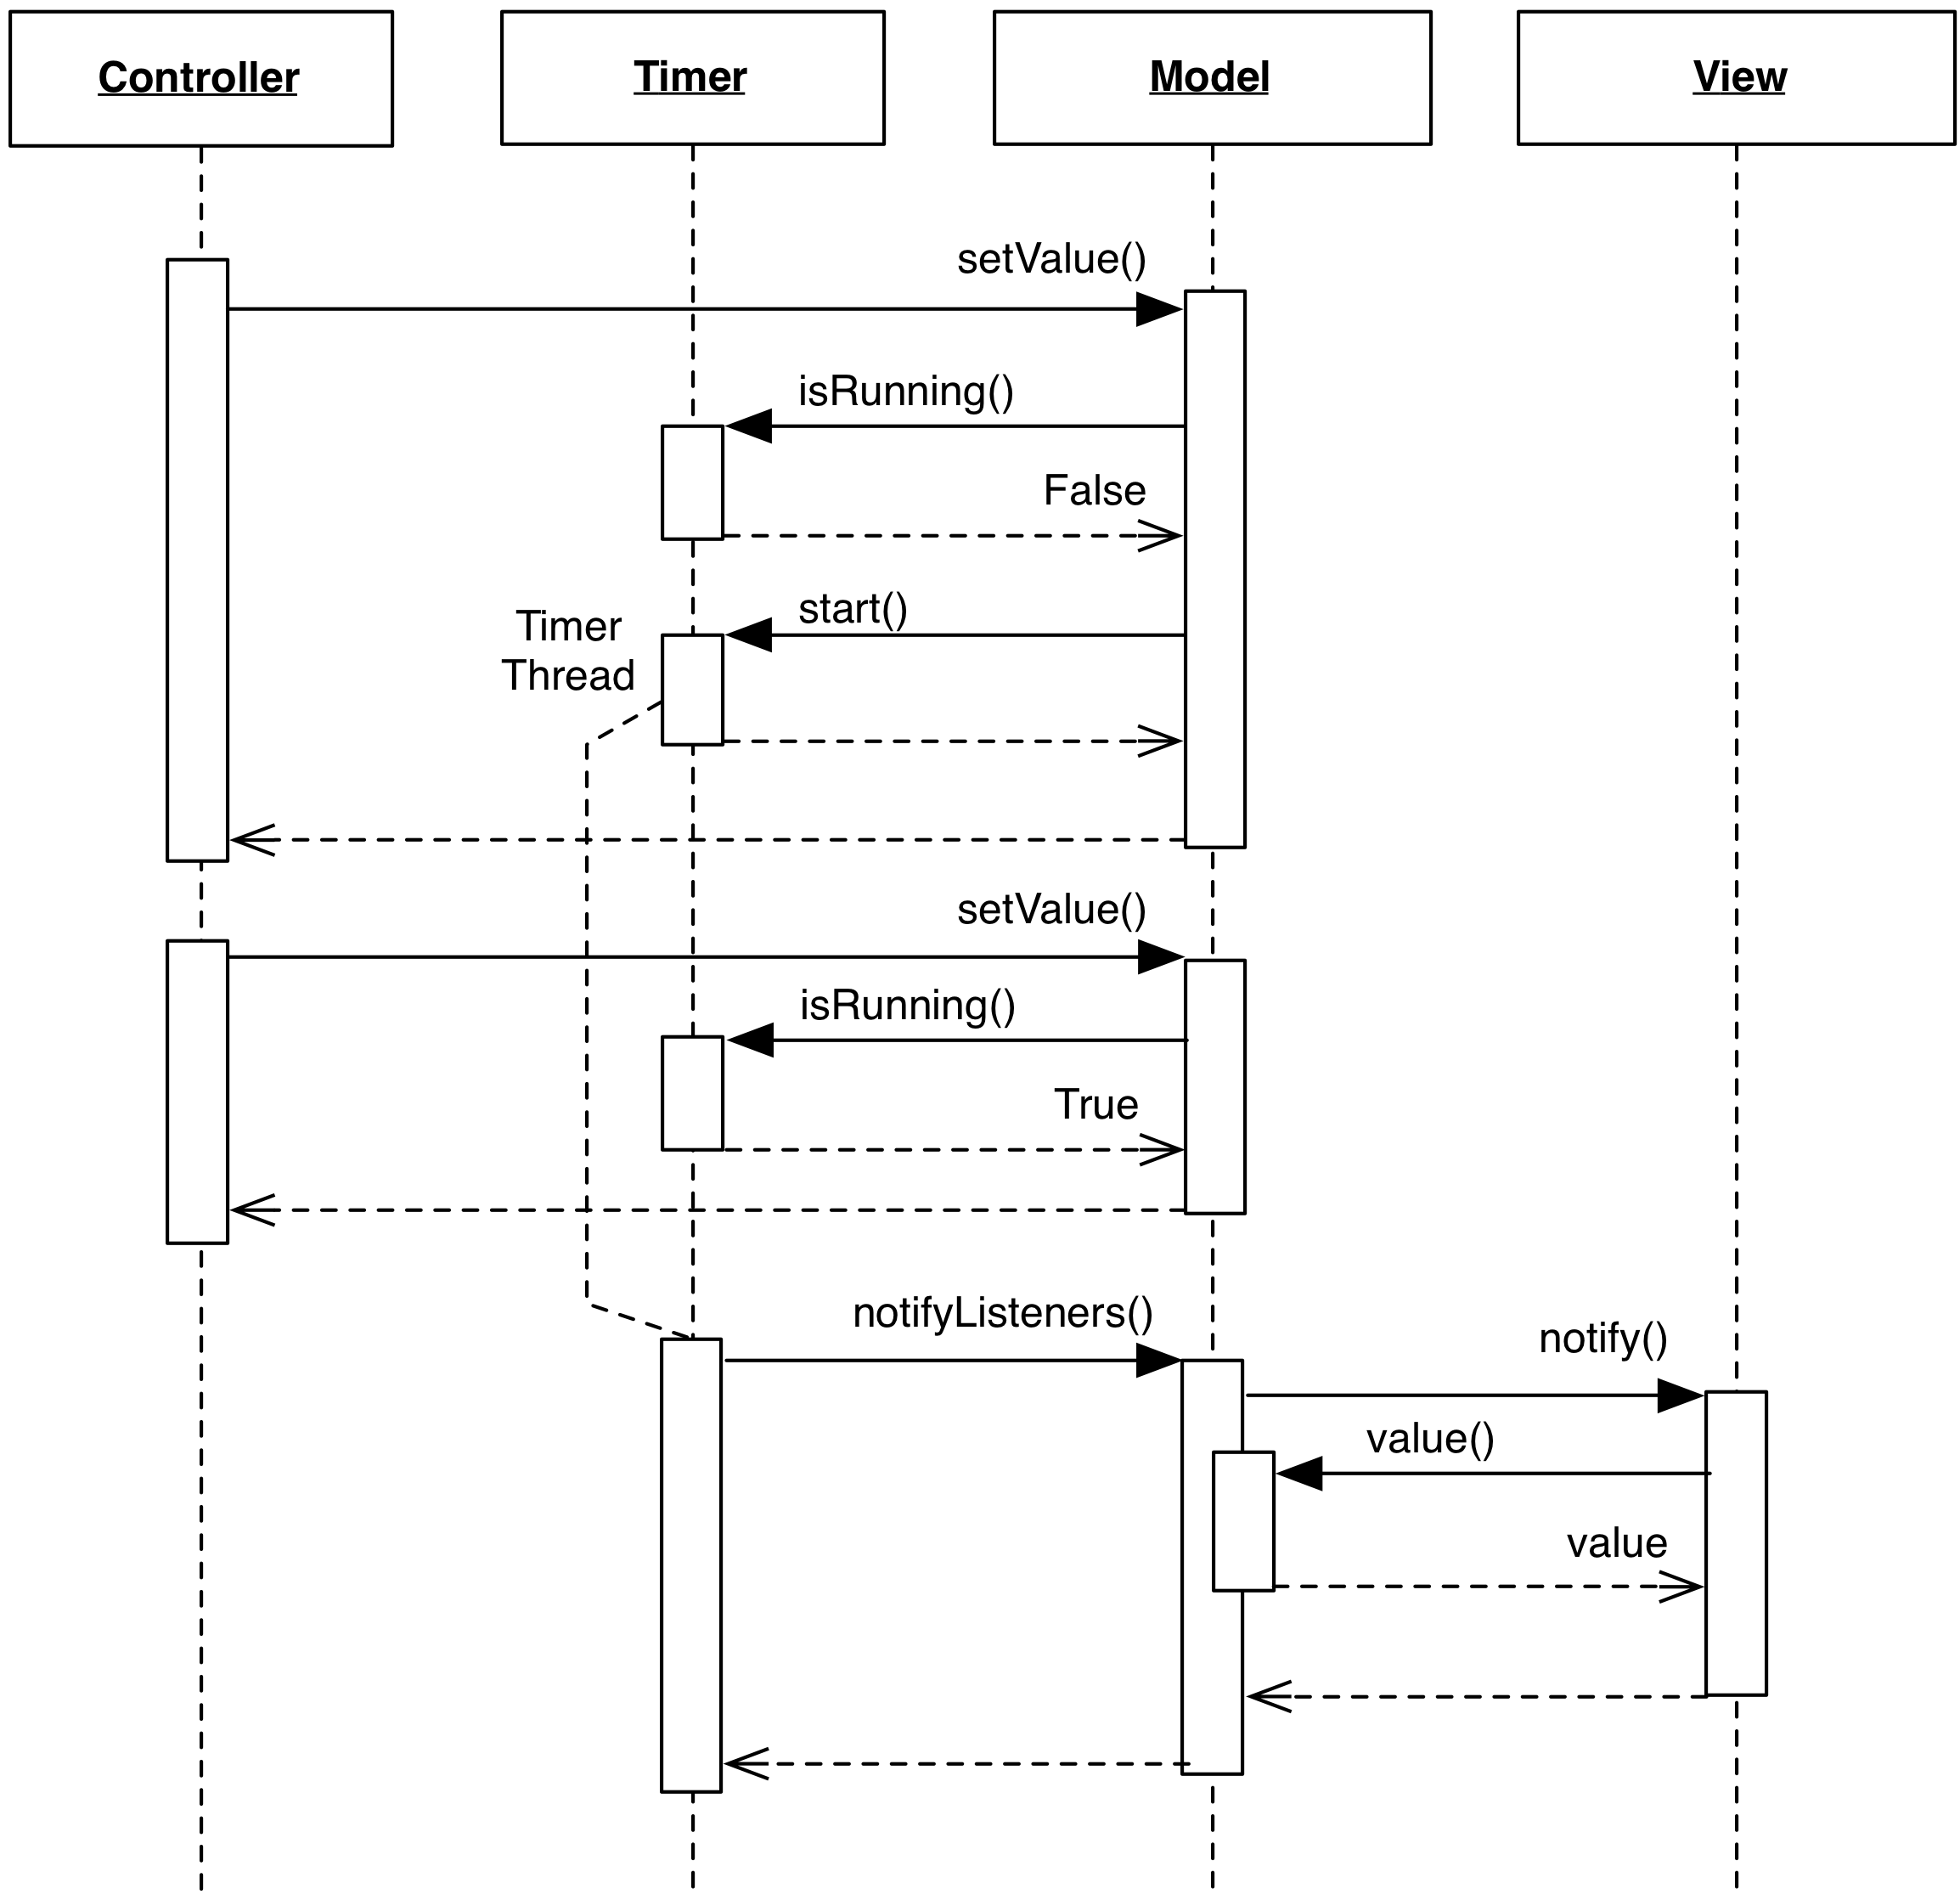 Controller
Timer
Model
View
setValue()
isRunning()
False
start()
Timer
Thread
setValue()
isRunning()
True
notifyListeners()
notify()
value()
value